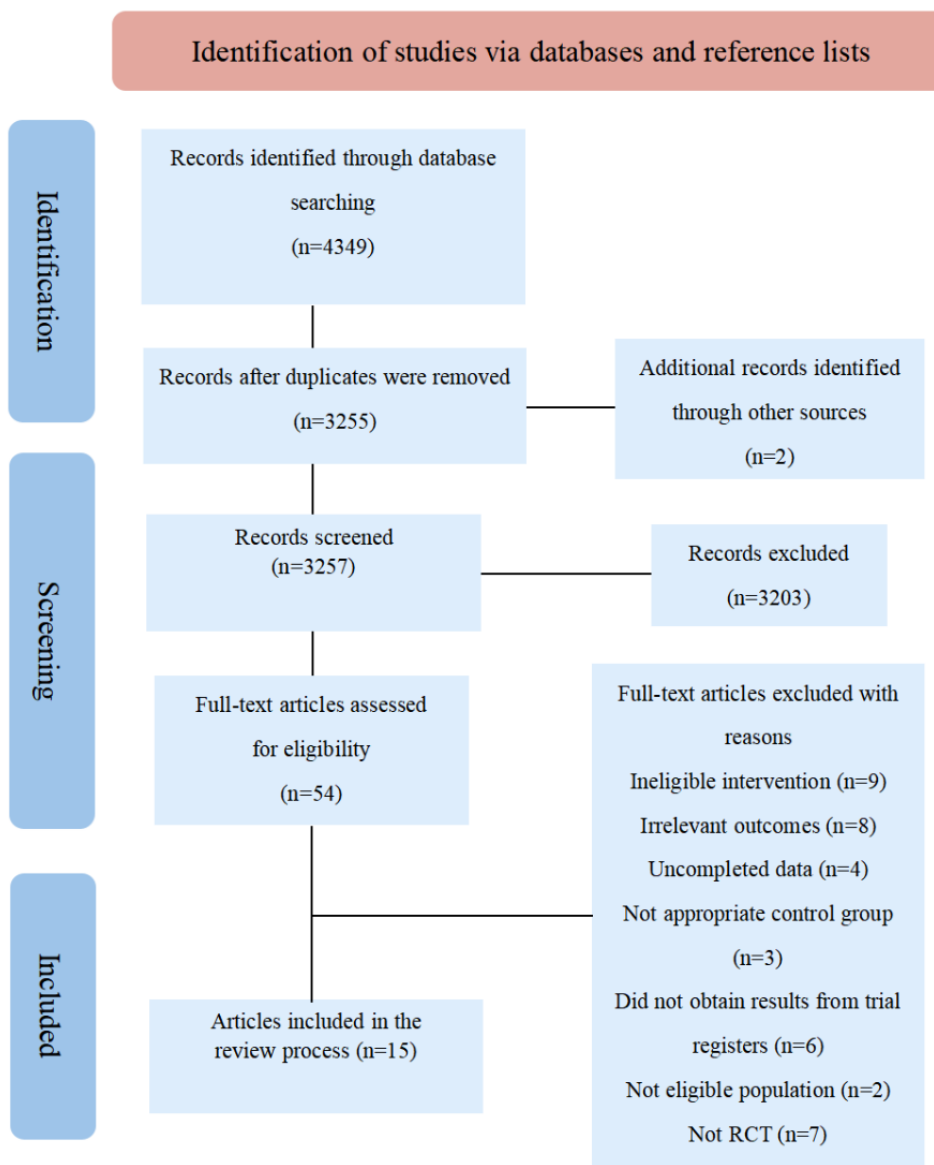 Identification of studies via databases and reference lists
Identification
Records identified through database
searching
(n=4349)
Records after duplicates were removed
(n=3255)
Additional records identified
through other sources
(n=2)
Screening
Records screened
(n=3257)
Records excluded
(n=3203)
Full-text articles assessed
for eligibility
(n=54)
Full-text articles excluded with
reasons
Ineligible intervention (n=9)
Irrelevant outcomes (n=8)
Uncompleted data (n=4)
Not appropriate control group
(n=3)
Did not obtain results from trial
registers (n=6)
Not eligible population (n=2)
Not RCT (n=7)
Included
Articles included in the
review process (n=15)